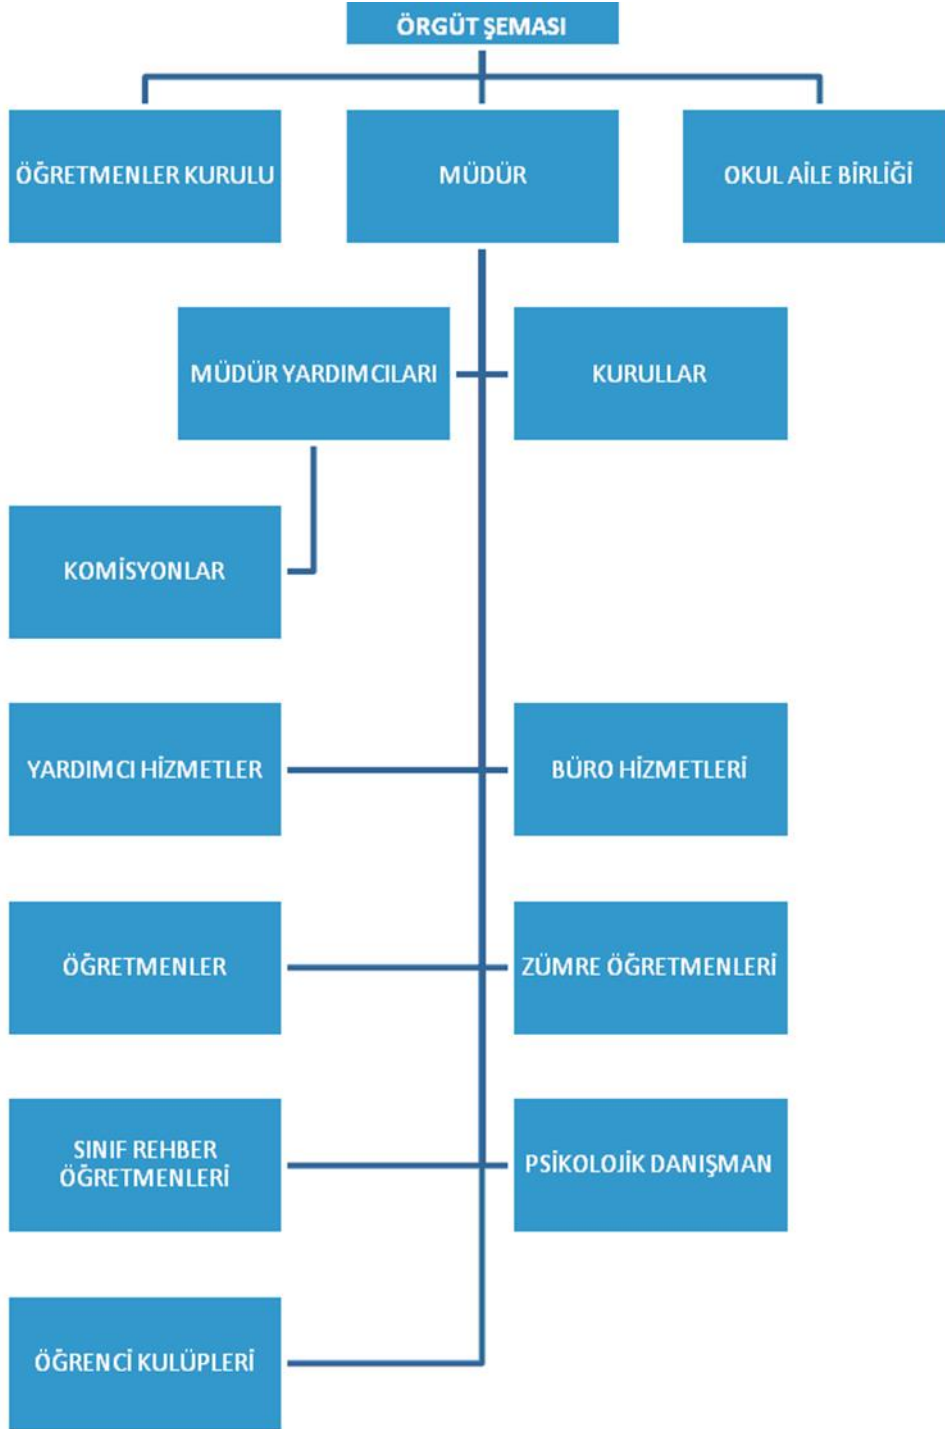 ÖRGÜT ŞEMASI
ÖĞRETMENLER KURULU
MÜDÜR
OKUL AİLE BİRLİĞİ
MÜDÜR YARDIMCILARI
KURULLAR
KOMİSYONLAR
YARDIMCI HİZMETLER
BÜRO HİZMETLERİ
ÖĞRETMENLER
ZÜMRE ÖĞRETMENLERİ
SINIF REHBER
ÖĞRETMENLERİ
PSİKOLOJİK DANIŞMAN
ÖĞRENCİ KULÜPLERİ